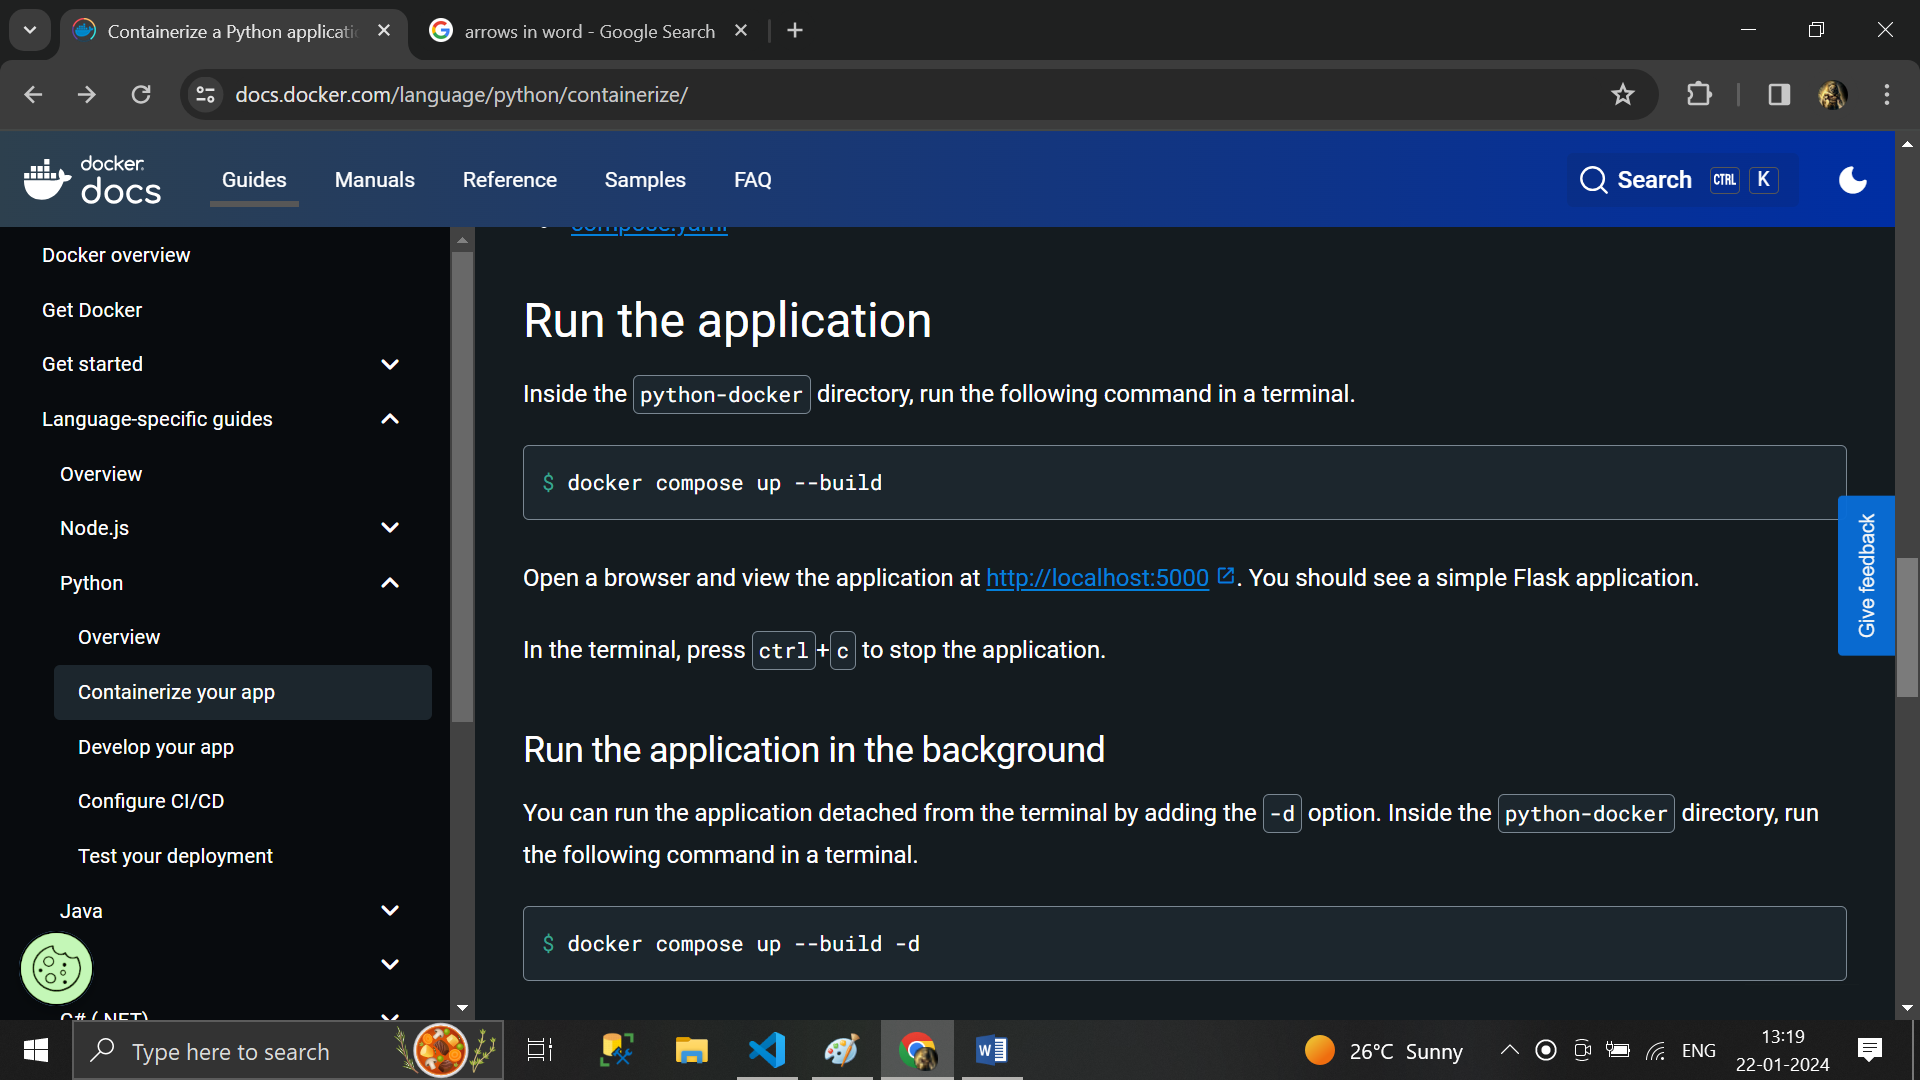 Containerize a Python applicati
arrows in word - Google Search
docs.docker.com/language/python/containerize/
docker
docs
Guides
Manuals
Reference
Samples
FAQ
Search
CTRL
K
Docker overview
Get Docker
Get started
Language-specific guides
Overview
Node.js
Python
Overview
Containerize your app
Develop your app
Configure CI/CD
Test your deployment
Java
C# (.NET)
compose.yaml
Run the application
Inside the python-docker directory, run the following command in a terminal.
$ docker compose up --build
Open a browser and view the application at http://localhost:5000. You should see a simple Flask application.
In the terminal, press ctrl+c to stop the application.
Run the application in the background
You can run the application detached from the terminal by adding the -d option. Inside the python-docker directory, run
the following command in a terminal.
$ docker compose up --build -d
Give feedback
Type here to search
26°C Sunny
ENG
13:19
22-01-2024